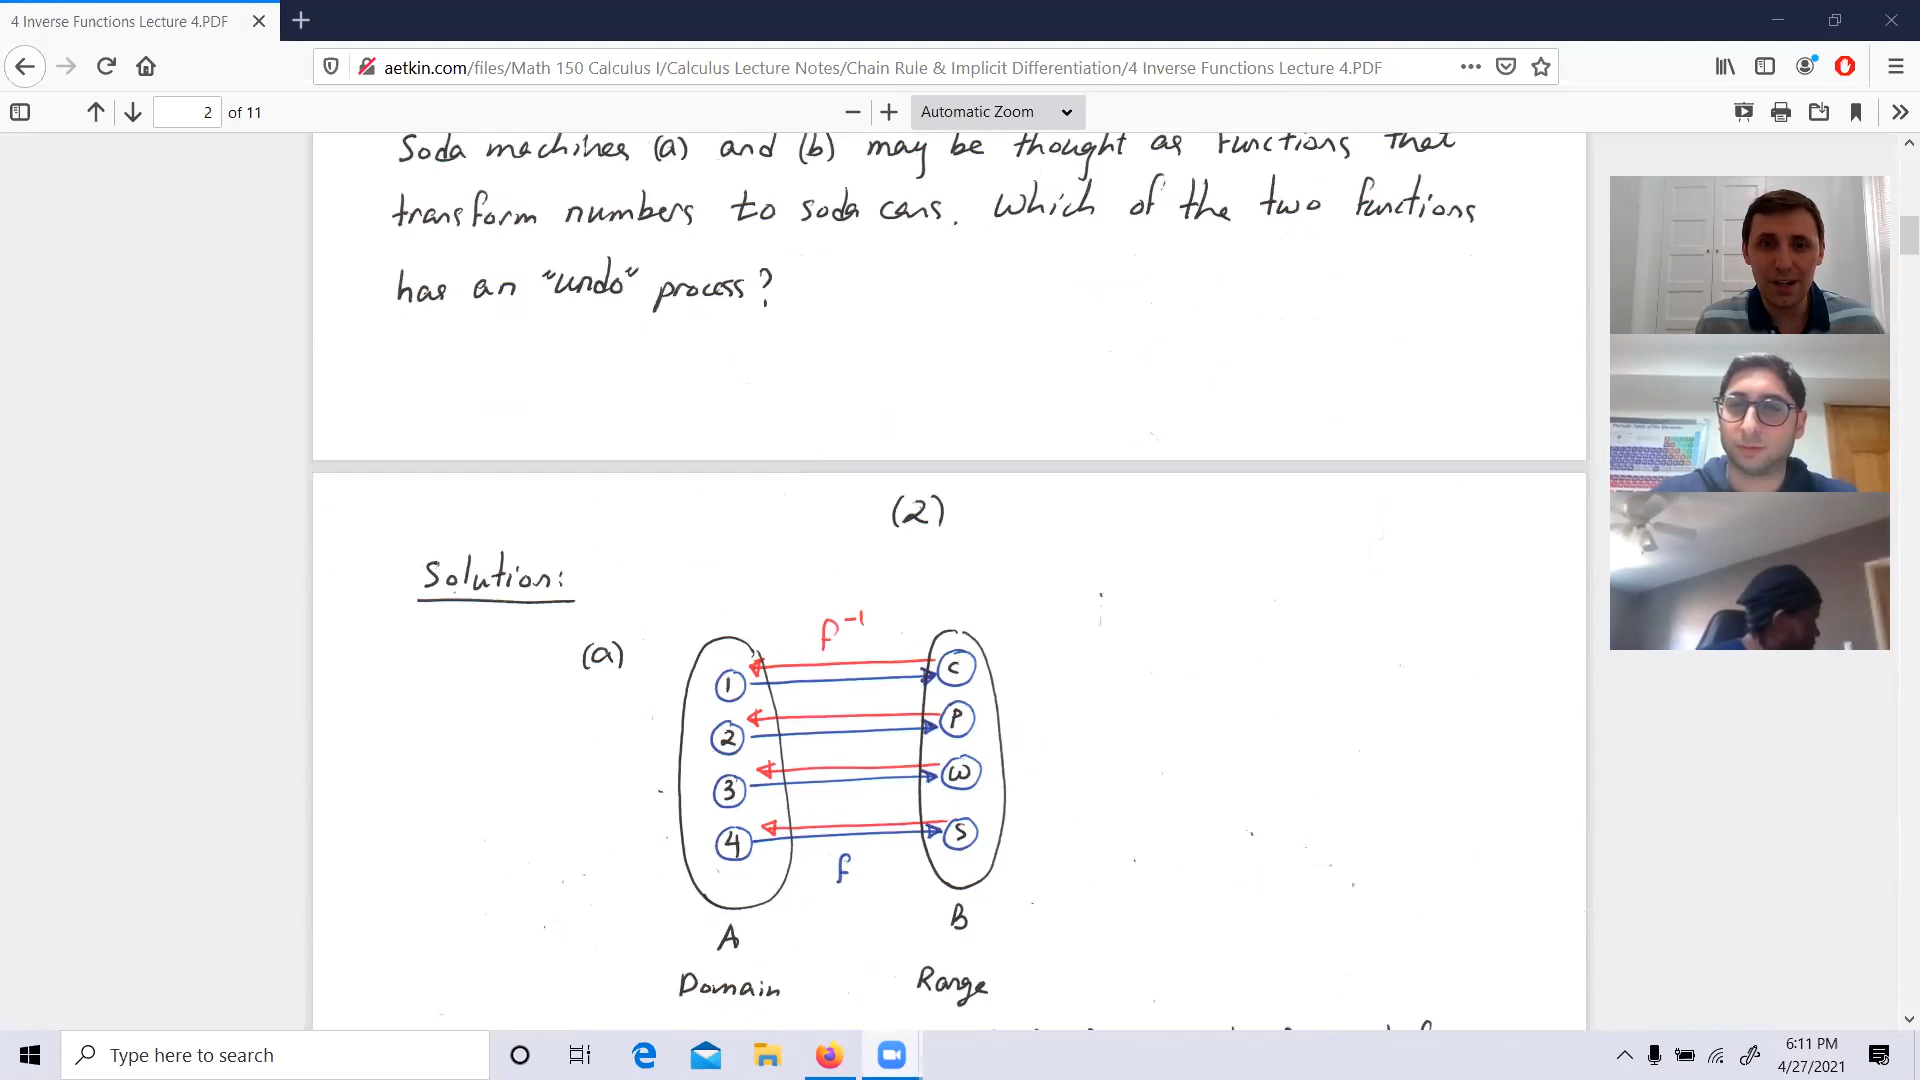 4 Inverse Functions Lecture 4.PDF
aetkin.com/files/Math 150 Calculus I/Calculus Lecture Notes/Chain Rule & Implicit Differentiation/4 Inverse Functions Lecture 4.PDF
2 of 11
Automatic Zoom
Soda machines (a) and (b) may be thought as functions that
transform numbers to soda cans. Which of the two functions
has an "undo" process?
(2)
Solution:
(a)
f⁻¹
1 C
2 P
3 W
4 S
f
A B
Domain Range
Type here to search
6:11 PM
4/27/2021